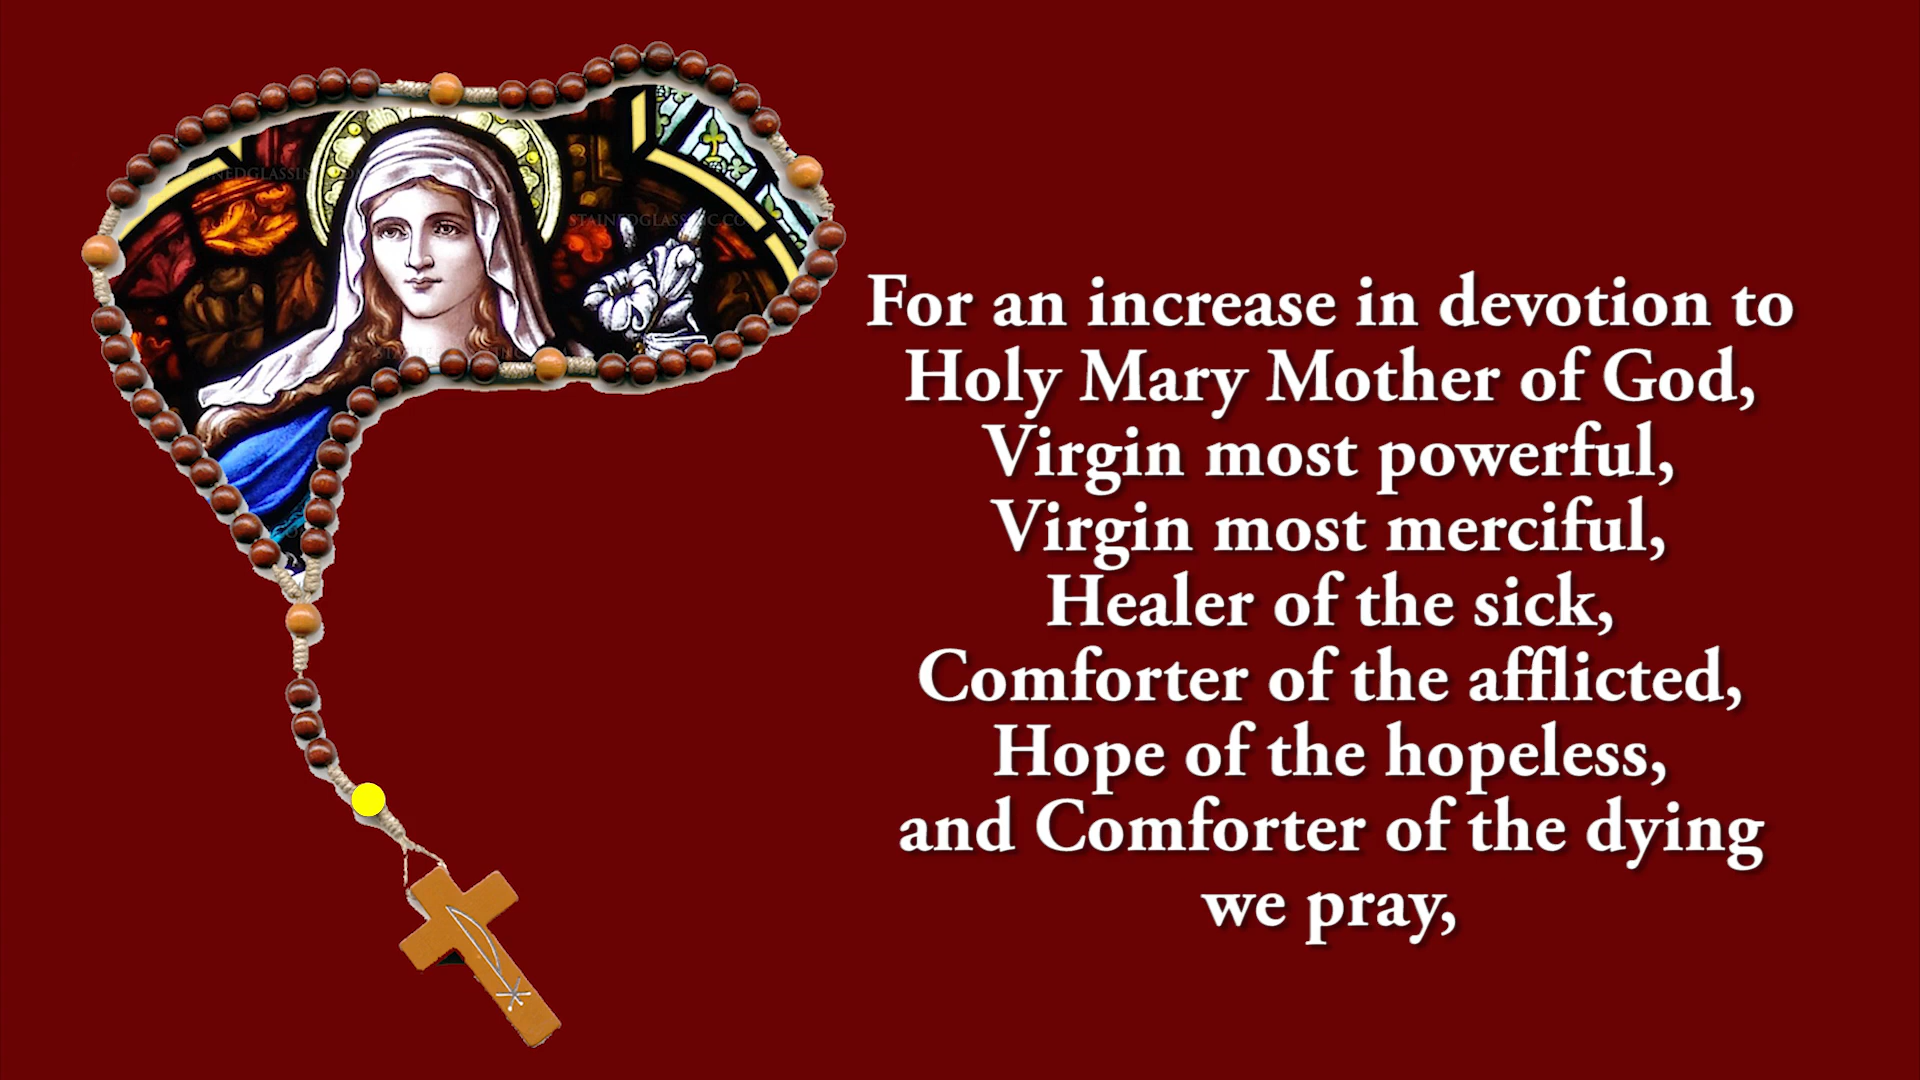 For an increase in devotion to
Holy Mary Mother of God,
Virgin most powerful,
Virgin most merciful,
Healer of the sick,
Comforter of the afflicted,
Hope of the hopeless,
and Comforter of the dying
we pray,